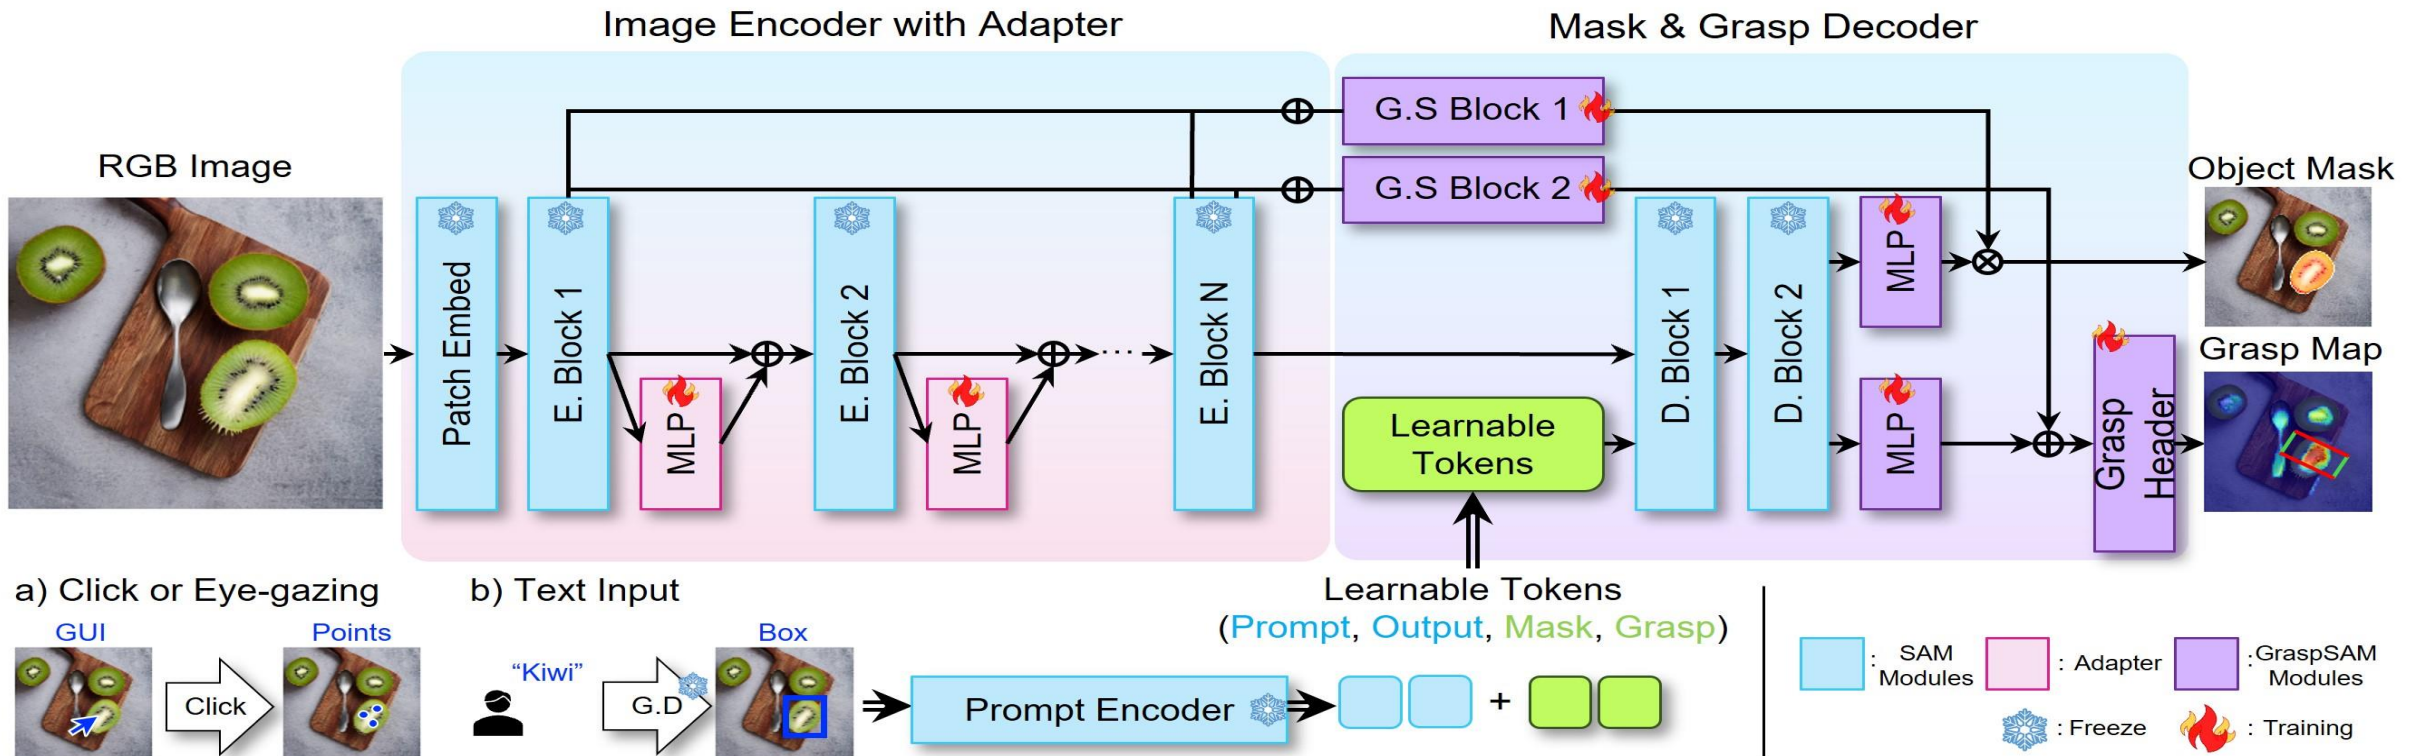 Image Encoder with Adapter
Mask & Grasp Decoder
RGB Image
Patch Embed
E. Block 1
MLP
E. Block 2
MLP
...
E. Block N
G.S Block 1
G.S Block 2
Learnable
Tokens
D. Block 1
D. Block 2
MLP
MLP
Grasp
Header
Object Mask
Grasp Map
a) Click or Eye-gazing
GUI
Click
Points
b) Text Input
“Kiwi”
G.D
Box
Prompt Encoder
Learnable Tokens
(Prompt, Output, Mask, Grasp)
+
: SAM
Modules
: Adapter
: GraspSAM
Modules
: Freeze
: Training